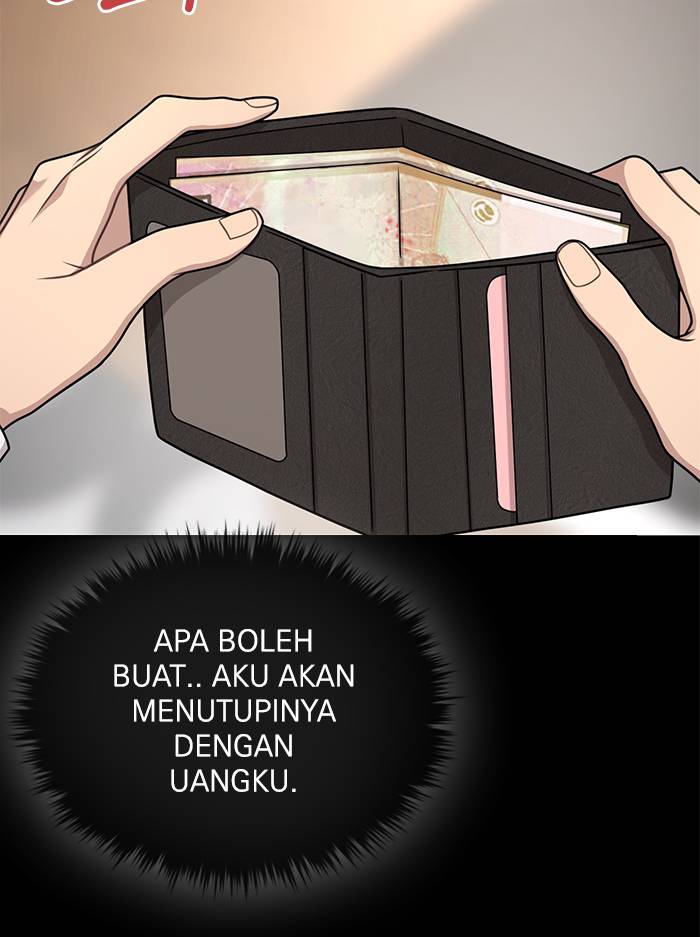 APA BOLEH
BUAT.. AKU AKAN
MENUTUPINYA
DENGAN
UANGKU.